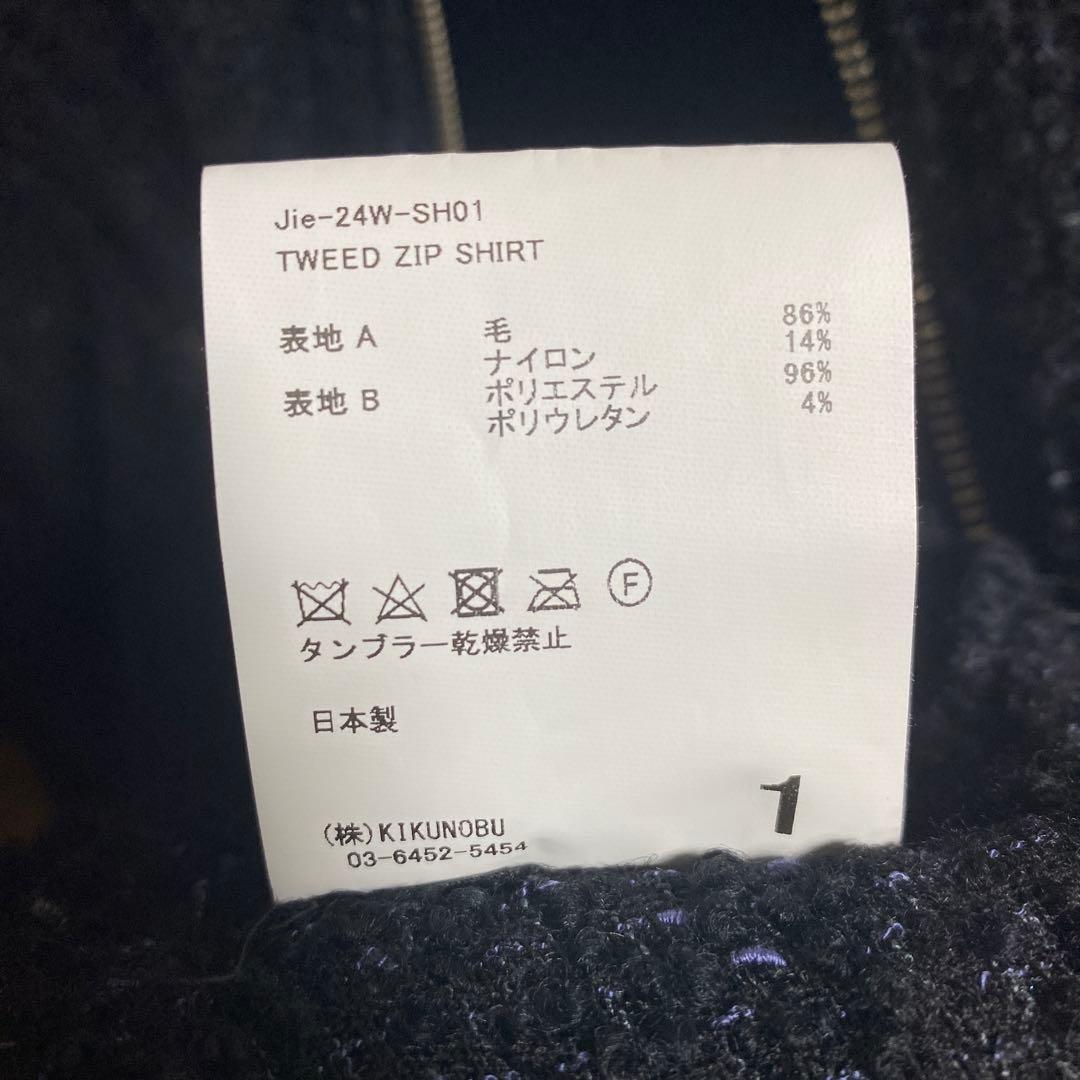 Jie-24W-SH01
TWEED ZIP SHIRT
表地 A 毛 86%
ナイロン 14%
表地 B ポリエステル 96%
ポリウレタン 4%
F
タンブラー乾燥禁止
日本製
1
(株)KIKUNOBU
03-6452-5454